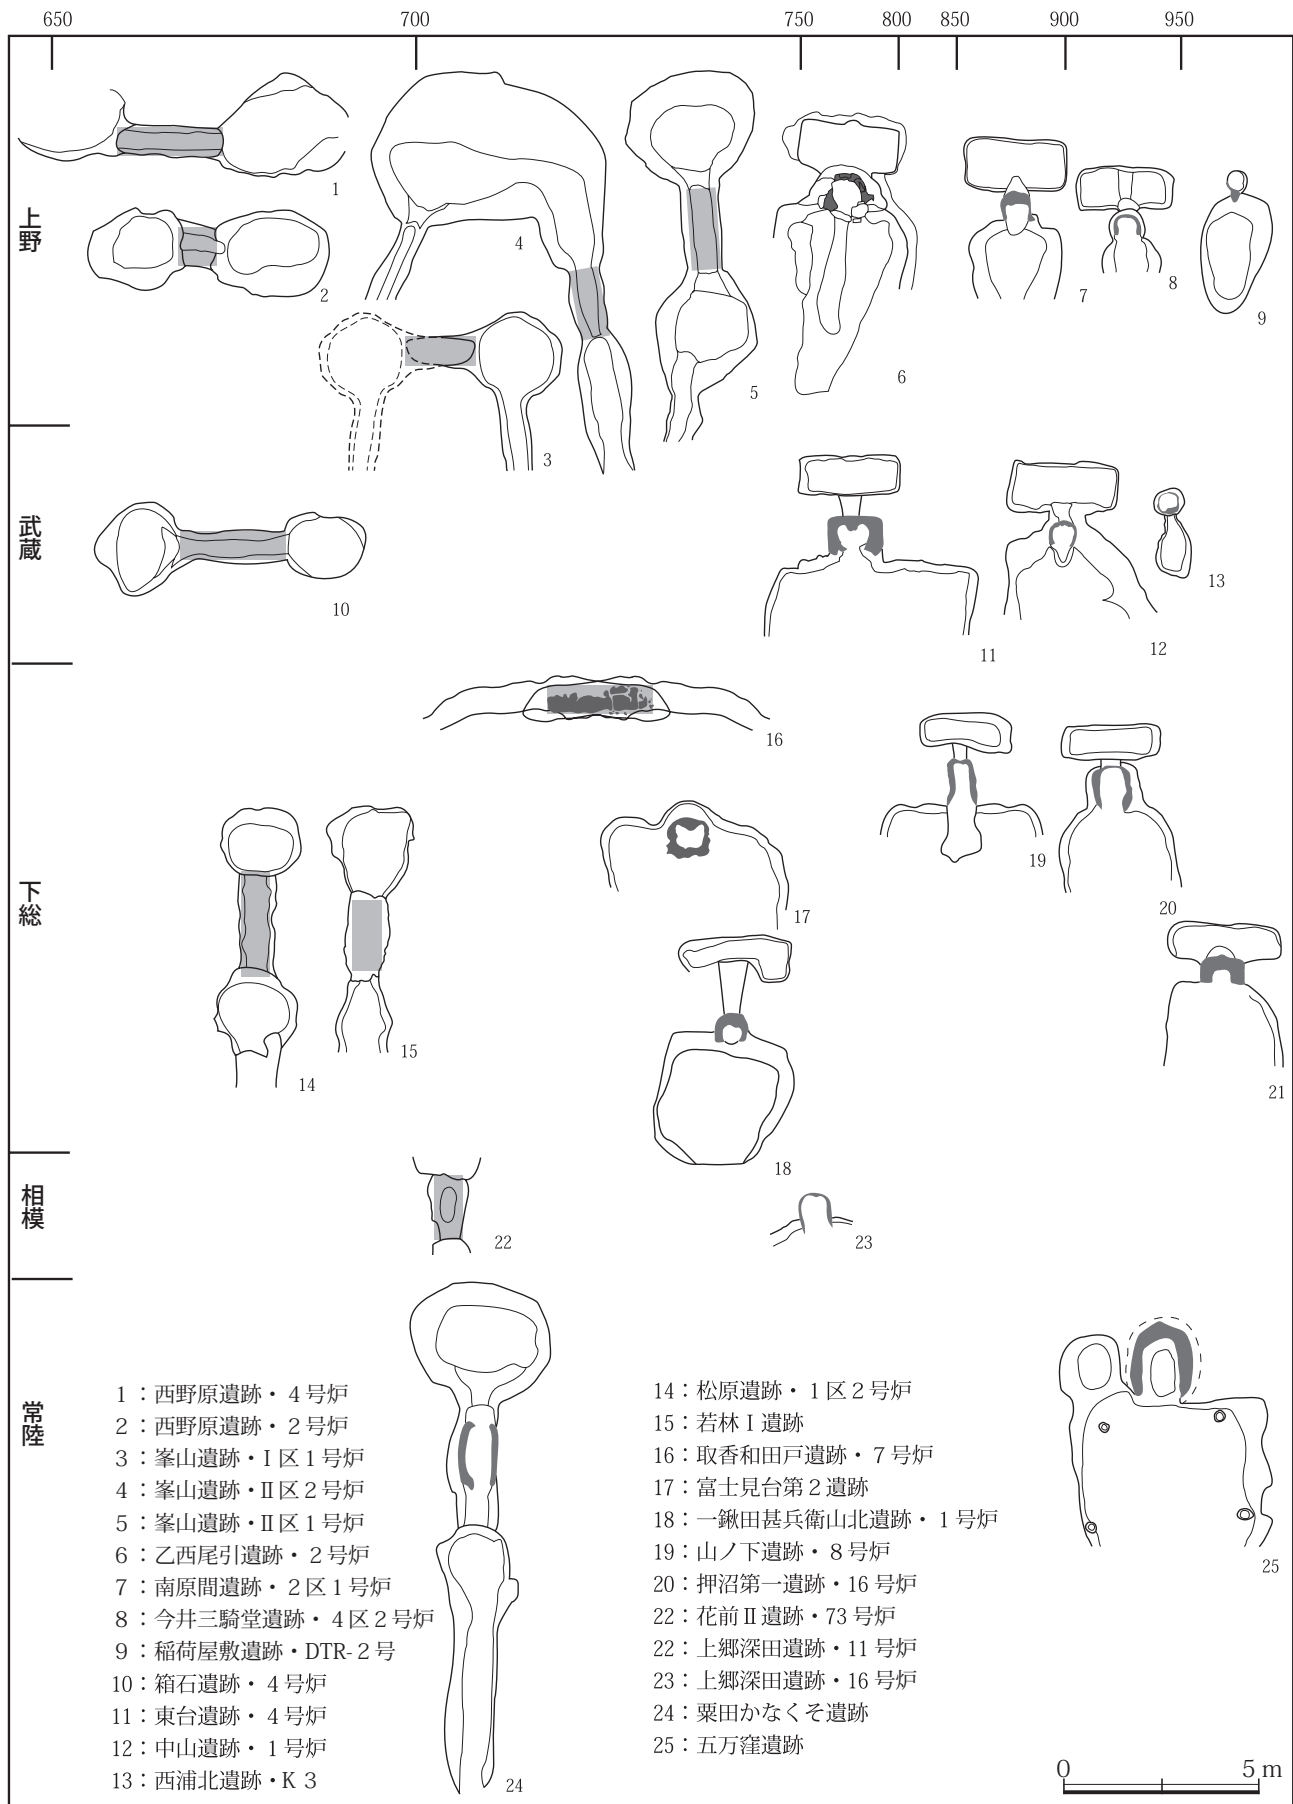 650 700 750 800 850 900 950
上野
1
2
3
4
5
6
7
8
9
武蔵
10
11
12
13
下総
14
15
16
17
18
19
20
21
相模
22
23
常陸
24
25
1：西野原遺跡・４号炉
2：西野原遺跡・２号炉
3：峯山遺跡・Ⅰ区１号炉
4：峯山遺跡・Ⅱ区２号炉
5：峯山遺跡・Ⅱ区１号炉
6：乙西尾引遺跡・２号炉
7：南原間遺跡・２区１号炉
8：今井三騎堂遺跡・４区２号炉
9：稲荷屋敷遺跡・DTR-２号
10：箱石遺跡・４号炉
11：東台遺跡・４号炉
12：中山遺跡・１号炉
13：西浦北遺跡・K３
14：松原遺跡・１区２号炉
15：若林Ⅰ遺跡
16：取香和田戸遺跡・７号炉
17：富士見台第２遺跡
18：一鍬田甚兵衛山北遺跡・１号炉
19：山ノ下遺跡・８号炉
20：押沼第一遺跡・16号炉
22：花前Ⅱ遺跡・73号炉
22：上郷深田遺跡・11号炉
23：上郷深田遺跡・16号炉
24：粟田かなくそ遺跡
25：五万窪遺跡
0 5m